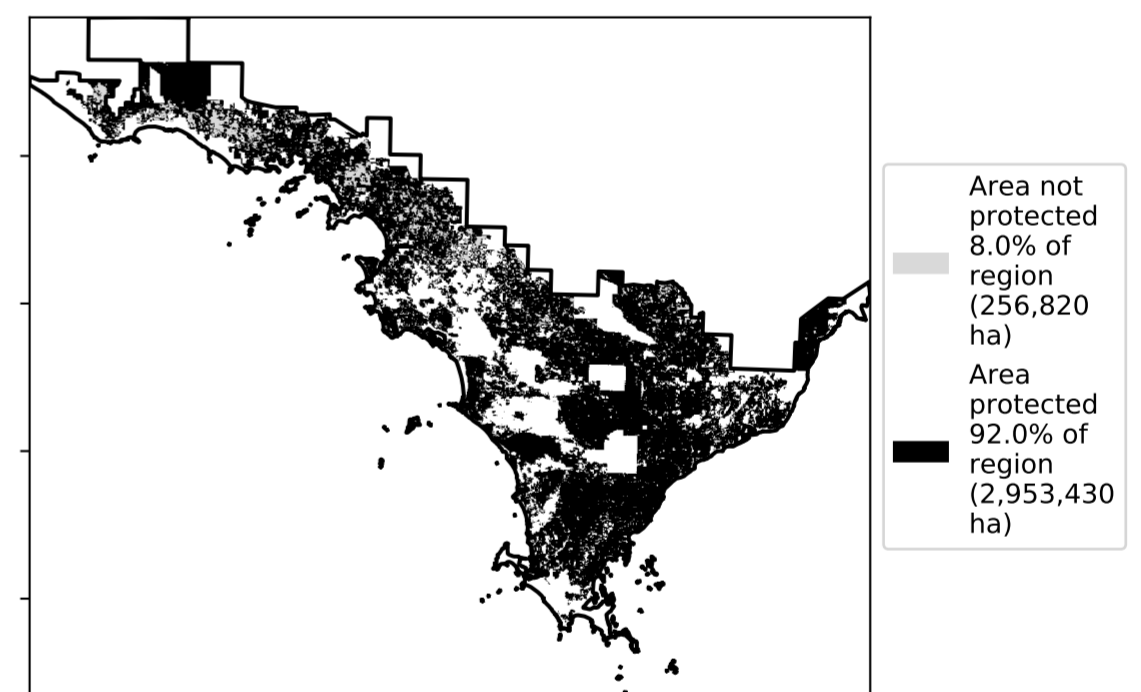 Area not
protected
8.0% of
region
(256,820
ha)
Area
protected
92.0% of
region
(2,953,430
ha)